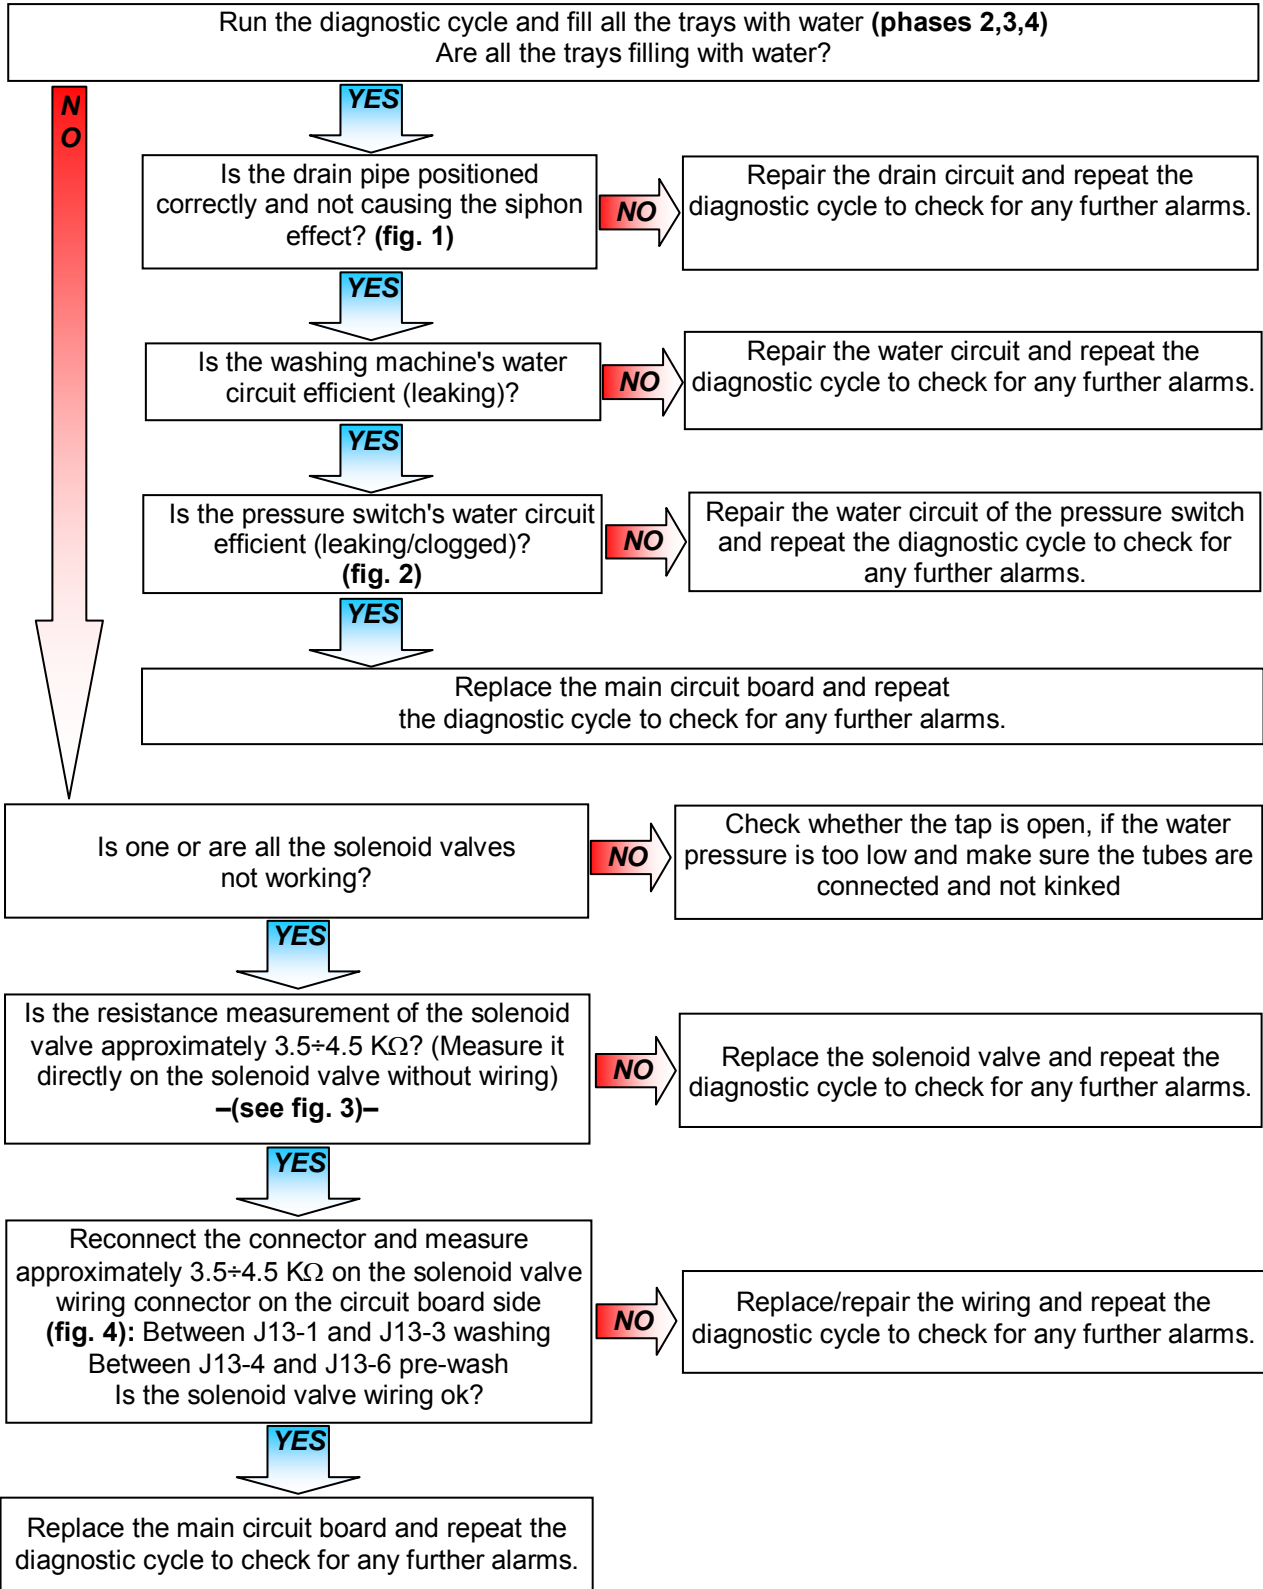 Run the diagnostic cycle and fill all the trays with water (phases 2,3,4)
Are all the trays filling with water?
N
O
YES
Is the drain pipe positioned
correctly and not causing the siphon
effect? (fig. 1)
NO
Repair the drain circuit and repeat the
diagnostic cycle to check for any further alarms.
YES
Is the washing machine's water
circuit efficient (leaking)?
NO
Repair the water circuit and repeat the
diagnostic cycle to check for any further alarms.
YES
Is the pressure switch's water circuit
efficient (leaking/clogged)?
(fig. 2)
NO
Repair the water circuit of the pressure switch
and repeat the diagnostic cycle to check for
any further alarms.
YES
Replace the main circuit board and repeat
the diagnostic cycle to check for any further alarms.
Is one or are all the solenoid valves
not working?
NO
Check whether the tap is open, if the water
pressure is too low and make sure the tubes are
connected and not kinked
YES
Is the resistance measurement of the solenoid
valve approximately 3.5÷4.5 KΩ? (Measure it
directly on the solenoid valve without wiring)
–(see fig. 3)–
NO
Replace the solenoid valve and repeat the
diagnostic cycle to check for any further alarms.
YES
Reconnect the connector and measure
approximately 3.5÷4.5 KΩ on the solenoid valve
wiring connector on the circuit board side
(fig. 4): Between J13-1 and J13-3 washing
Between J13-4 and J13-6 pre-wash
Is the solenoid valve wiring ok?
NO
Replace/repair the wiring and repeat the
diagnostic cycle to check for any further alarms.
YES
Replace the main circuit board and repeat the
diagnostic cycle to check for any further alarms.